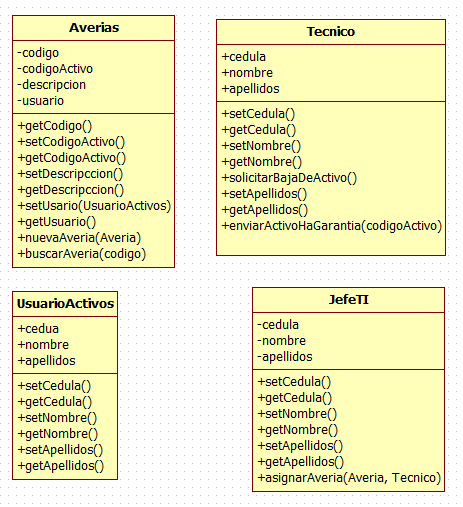 Averias
-codigo
-codigoActivo
-descripcion
-usuario
+getCodigo()
+setCodigoActivo()
+getCodigoActivo()
+setDescripccion()
+getDescripccion()
+setUsario(UsuarioActivos)
+getUsuario()
+nuevaAveria(Averia)
+buscarAveria(codigo)
Tecnico
+cedula
+nombre
+apellidos
+setCedula()
+getCedula()
+setNombre()
+getNombre()
+solicitarBajaDeActivo()
+setApellidos()
+getApellidos()
+enviarActivoHaGarantia(codigoActivo)
UsuarioActivos
+cedua
+nombre
+apellidos
+setCedula()
+getCedula()
+setNombre()
+getNombre()
+setApellidos()
+getApellidos()
JefeTI
-cedula
-nombre
-apellidos
+setCedula()
+getCedula()
+setNombre()
+getNombre()
+setApellidos()
+getApellidos()
+asignarAveria(Averia, Tecnico)